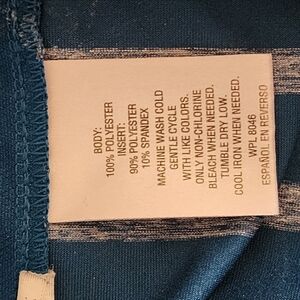 BODY:
100% POLYESTER
INSERT:
90% POLYESTER
10% SPANDEX
MACHINE WASH COLD
GENTLE CYCLE
WITH LIKE COLORS.
ONLY NON-CHLORINE
BLEACH WHEN NEEDED.
TUMBLE DRY LOW.
COOL IRON WHEN NEEDED.
WPL 8046
ESPAÑOL EN REVERSO